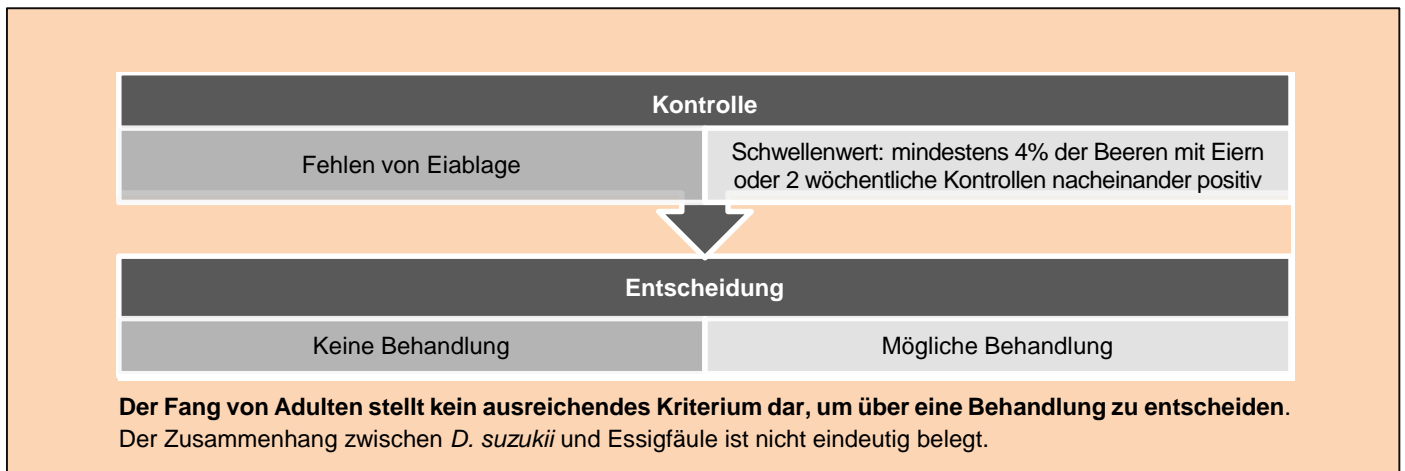 Kontrolle
Fehlen von Eiablage
Schwellenwert: mindestens 4% der Beeren mit Eiern
oder 2 wöchentliche Kontrollen nacheinander positiv
Entscheidung
Keine Behandlung
Mögliche Behandlung
Der Fang von Adulten stellt kein ausreichendes Kriterium dar, um über eine Behandlung zu entscheiden.
Der Zusammenhang zwischen D. suzukii und Essigfäule ist nicht eindeutig belegt.